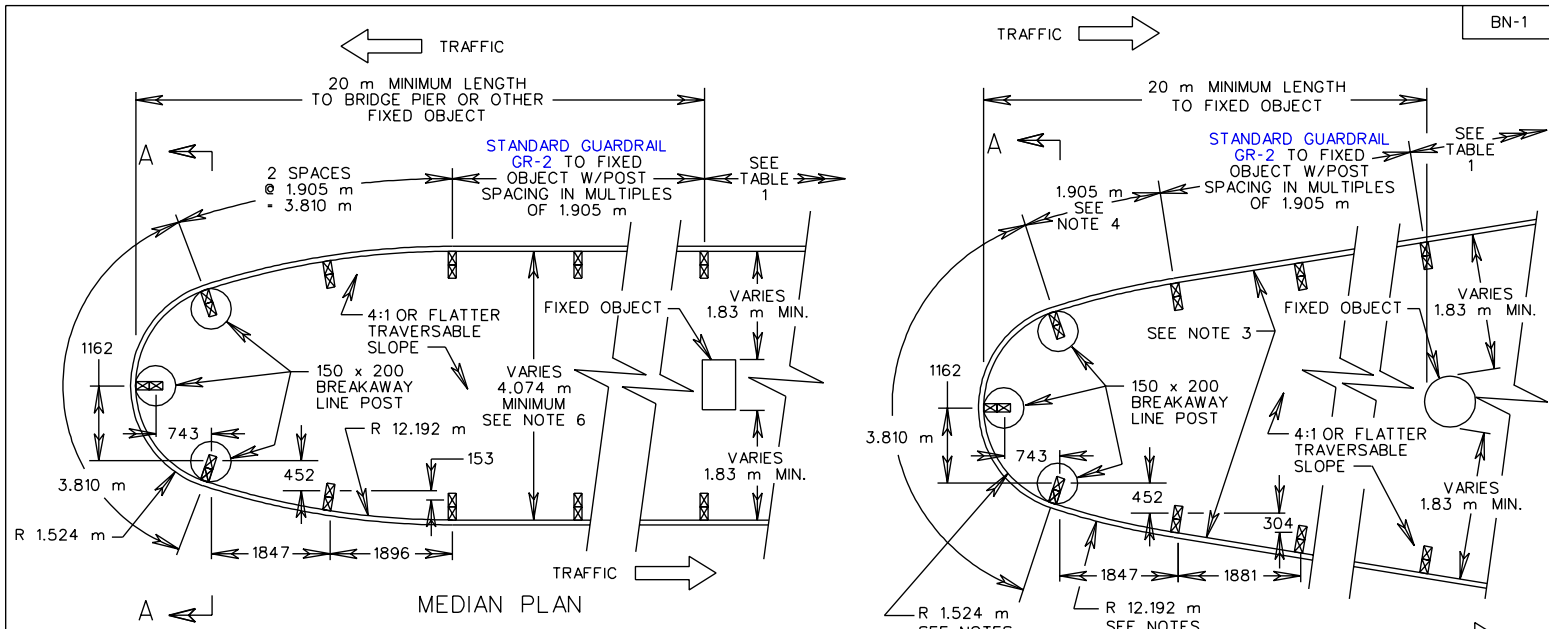 BN-1
TRAFFIC
20 m MINIMUM LENGTH
TO BRIDGE PIER OR OTHER
FIXED OBJECT
A
2 SPACES
@ 1.905 m
= 3.810 m
STANDARD GUARDRAIL
GR-2 TO FIXED
OBJECT W/POST
SPACING IN MULTIPLES
OF 1.905 m
SEE
TABLE
1
4:1 OR FLATTER
TRAVERSABLE
SLOPE
FIXED OBJECT
VARIES
1.83 m MIN.
1162
150 x 200
BREAKAWAY
LINE POST
VARIES
4.074 m
MINIMUM
SEE NOTE 6
743
R 12.192 m
452
153
VARIES
1.83 m MIN.
3.810 m
R 1.524 m
1847
1896
TRAFFIC
A
MEDIAN PLAN
TRAFFIC
20 m MINIMUM LENGTH
TO FIXED OBJECT
A
STANDARD GUARDRAIL
GR-2 TO FIXED
OBJECT W/POST
SPACING IN MULTIPLES
OF 1.905 m
SEE
TABLE
1
1.905 m
SEE
NOTE 4
VARIES
1.83 m MIN.
FIXED OBJECT
SEE NOTE 3
1162
150 x 200
BREAKAWAY
LINE POST
3.810 m
743
4:1 OR FLATTER
TRAVERSABLE
SLOPE
452
304
VARIES
1.83 m MIN.
1847
1881
R 1.524 m
SEE NOTES
R 12.192 m
SEE NOTES